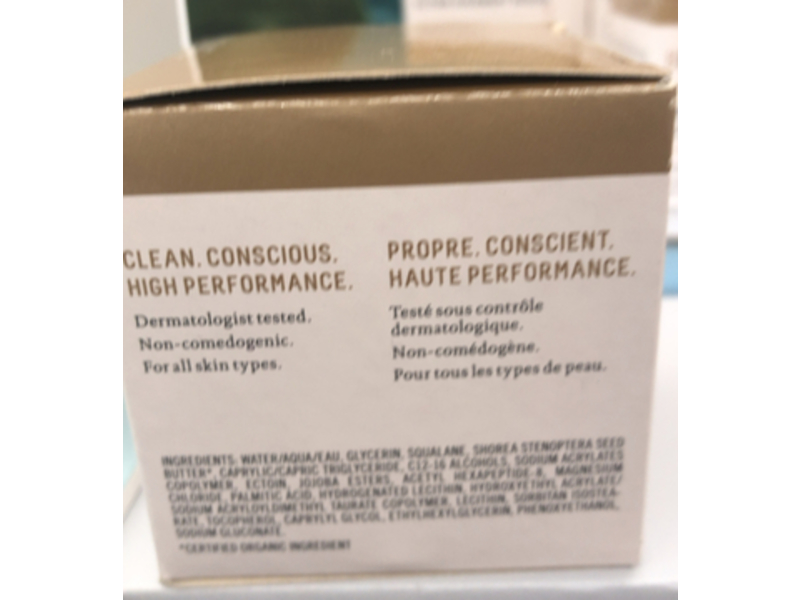 CLEAN. CONSCIOUS.
HIGH PERFORMANCE.
Dermatologist tested.
Non-comedogenic.
For all skin types.
PROPRE. CONSCIENT.
HAUTE PERFORMANCE.
Testé sous contrôle
dermatologique.
Non-comédogène.
Pour tous les types de peau.
INGREDIENTS: WATER/AQUA/EAU, GLYCERIN, SQUALANE, SHOREA STENOPTERA SEED
BUTTER*, CAPRYLIC/CAPRIC TRIGLYCERIDE, C12-16 ALCOHOLS, SODIUM ACRYLATES
COPOLYMER, ECTOIN, JOJOBA ESTERS, ACETYL HEXAPEPTIDE-8, MAGNESIUM
CHLORIDE, PALMITIC ACID, HYDROGENATED LECITHIN, HYDROXYETHYL ACRYLATE/
SODIUM ACRYLOYLDIMETHYL TAURATE COPOLYMER, LECITHIN, SORBITAN ISOSTEA-
RATE, TOCOPHEROL, CAPRYLYL GLYCOL, ETHYLHEXYLGLYCERIN, PHENOXYETHANOL,
SODIUM GLUCONATE.
*CERTIFIED ORGANIC INGREDIENT